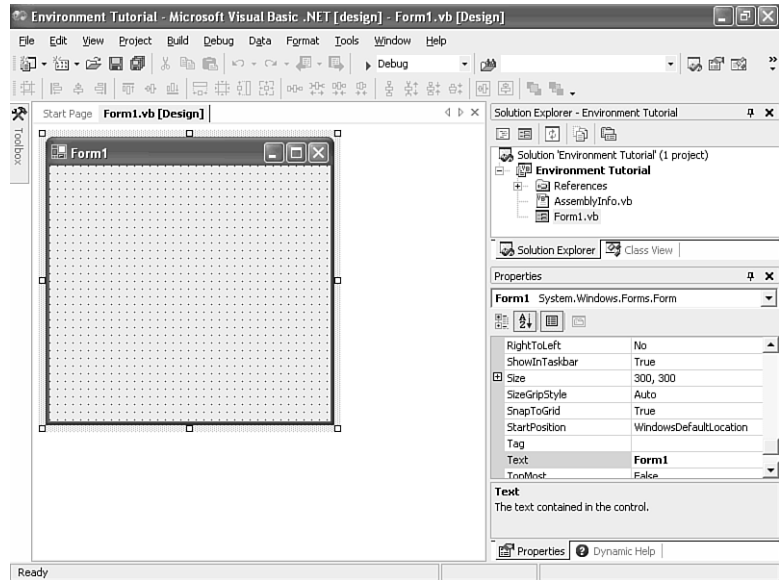 Environment Tutorial - Microsoft Visual Basic .NET [design] - Form1.vb [Design]
File Edit View Project Build Debug Data Format Tools Window Help
Debug
Toolbox
Start Page Form1.vb [Design]
Form1
Solution Explorer - Environment Tutorial
Solution 'Environment Tutorial' (1 project)
Environment Tutorial
References
AssemblyInfo.vb
Form1.vb
Solution Explorer Class View
Properties
Form1 System.Windows.Forms.Form
RightToLeft No
ShowInTaskbar True
Size 300, 300
SizeGripStyle Auto
SnapToGrid True
StartPosition WindowsDefaultLocation
Tag
Text Form1
TopMost False
Text
The text contained in the control.
Properties Dynamic Help
Ready